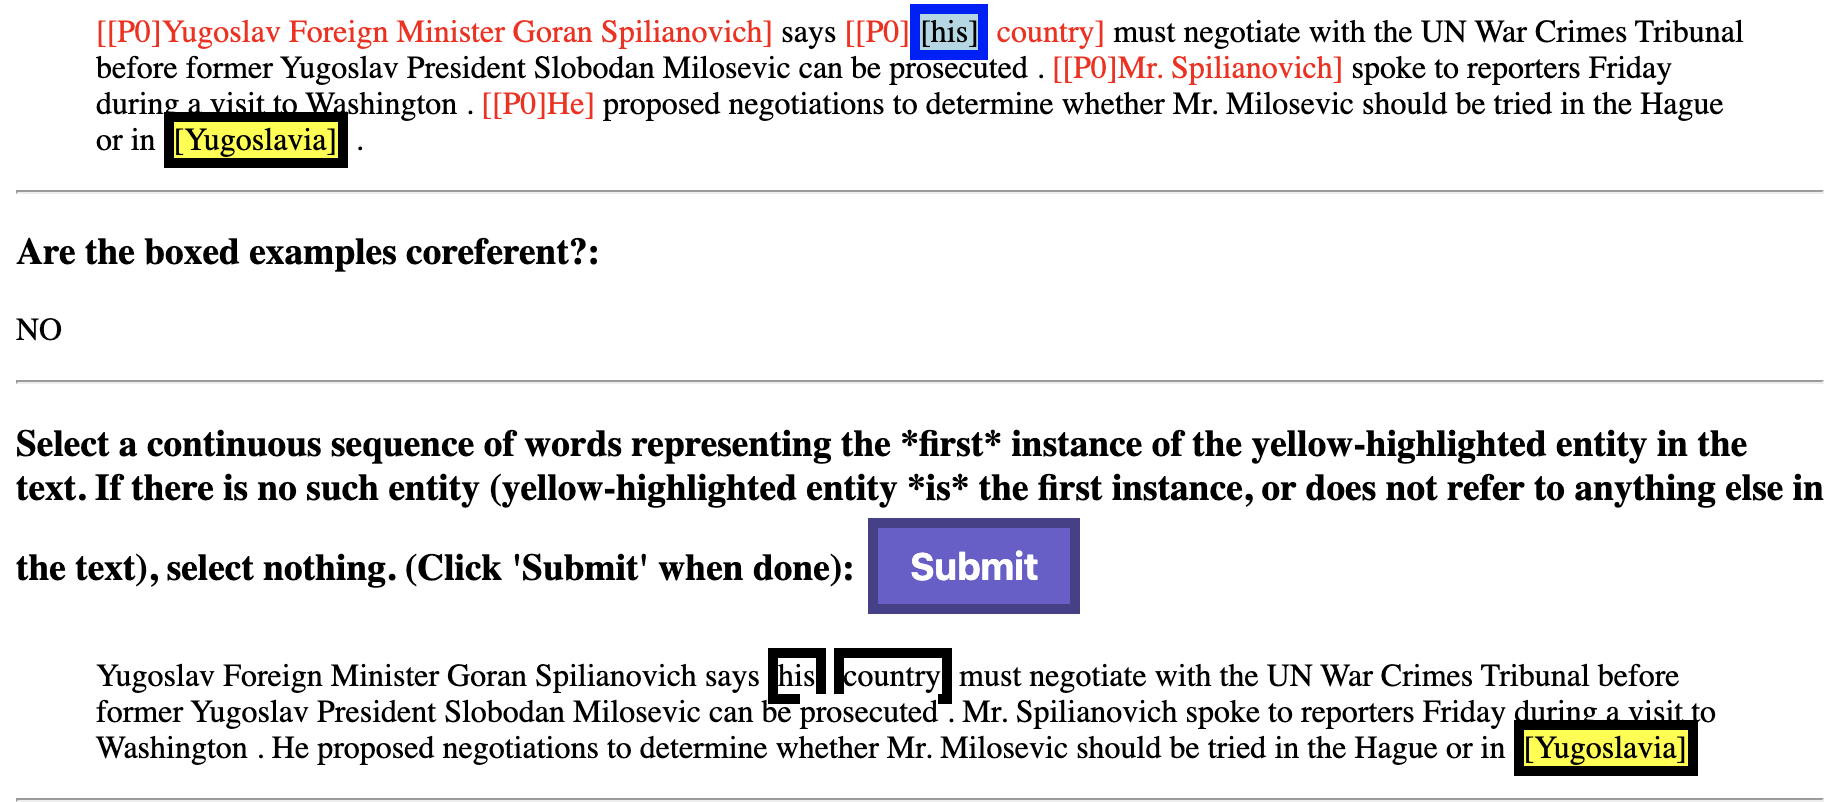 [[P0]Yugoslav Foreign Minister Goran Spilianovich] says [[P0] [his] country] must negotiate with the UN War Crimes Tribunal
before former Yugoslav President Slobodan Milosevic can be prosecuted . [[P0]Mr. Spilianovich] spoke to reporters Friday
during a visit to Washington . [[P0]He] proposed negotiations to determine whether Mr. Milosevic should be tried in the Hague
or in [Yugoslavia] .
Are the boxed examples coreferent?:
NO
Select a continuous sequence of words representing the *first* instance of the yellow-highlighted entity in the
text. If there is no such entity (yellow-highlighted entity *is* the first instance, or does not refer to anything else in
the text), select nothing. (Click 'Submit' when done): Submit
Yugoslav Foreign Minister Goran Spilianovich says his country must negotiate with the UN War Crimes Tribunal before
former Yugoslav President Slobodan Milosevic can be prosecuted . Mr. Spilianovich spoke to reporters Friday during a visit to
Washington . He proposed negotiations to determine whether Mr. Milosevic should be tried in the Hague or in [Yugoslavia]